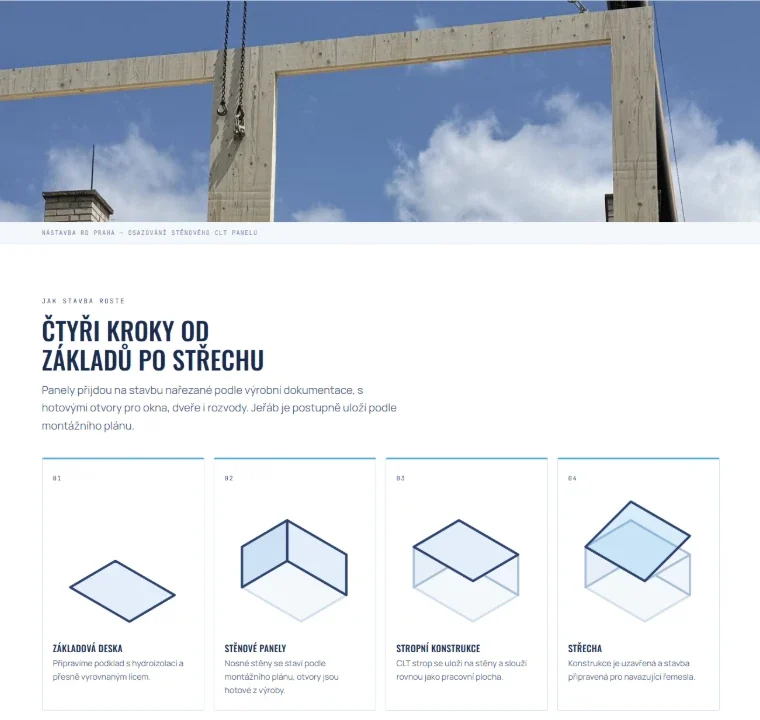 NÁSTAVBA RD PRAHA — OSAZOVÁNÍ STĚNOVÉHO CLT PANELU
JAK STAVBA ROSTE
ČTYŘI KROKY OD
ZÁKLADŮ PO STŘECHU
Panely přijdou na stavbu nařezané podle výrobní dokumentace, s
hotovými otvory pro okna, dveře i rozvody. Jeřáb je postupně uloží podle
montážního plánu.
01
02
03
04
ZÁKLADOVÁ DESKA
Připravíme podklad s hydroizolací a
přesně vyrovnaným lícem.
STĚNOVÉ PANELY
Nosné stěny se staví podle
montážního plánu, otvory jsou
hotové z výroby.
STROPNÍ KONSTRUKCE
CLT strop se uloží na stěny a slouží
rovnou jako pracovní plocha.
STŘECHA
Konstrukce je uzavřená a stavba
připravená pro navazující řemesla.